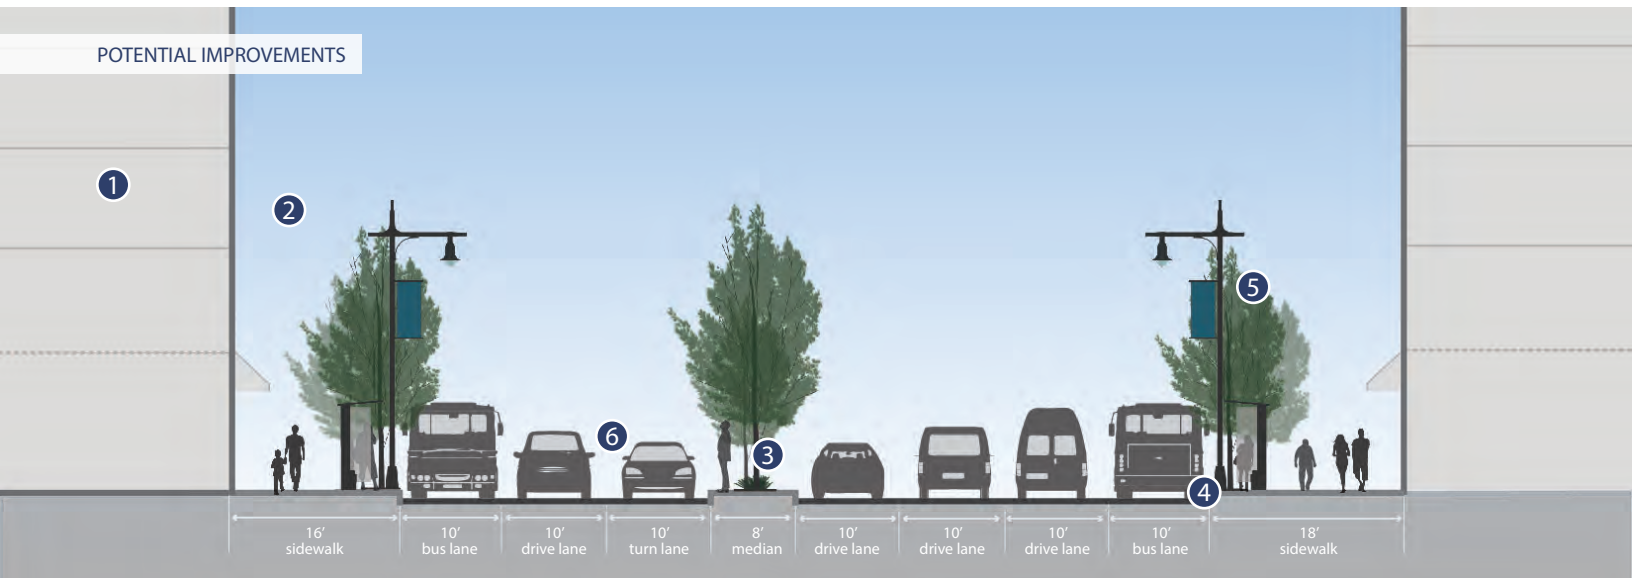 POTENTIAL IMPROVEMENTS
1
2
5
6
3
4
16’
sidewalk
10’
bus lane
10’
drive lane
10’
turn lane
8’
median
10’
drive lane
10’
drive lane
10’
drive lane
10’
bus lane
18’
sidewalk